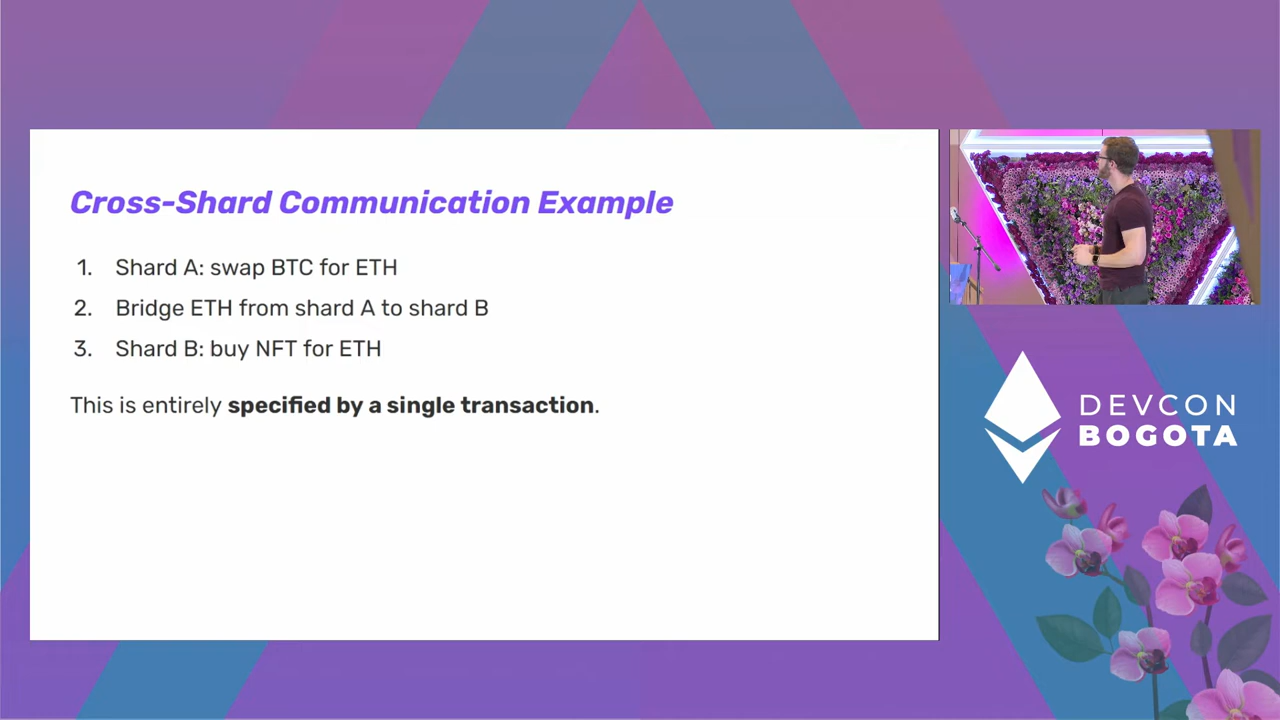 Cross-Shard Communication Example
1. Shard A: swap BTC for ETH
2. Bridge ETH from shard A to shard B
3. Shard B: buy NFT for ETH
This is entirely specified by a single transaction.
DEVCON
BOGOTA